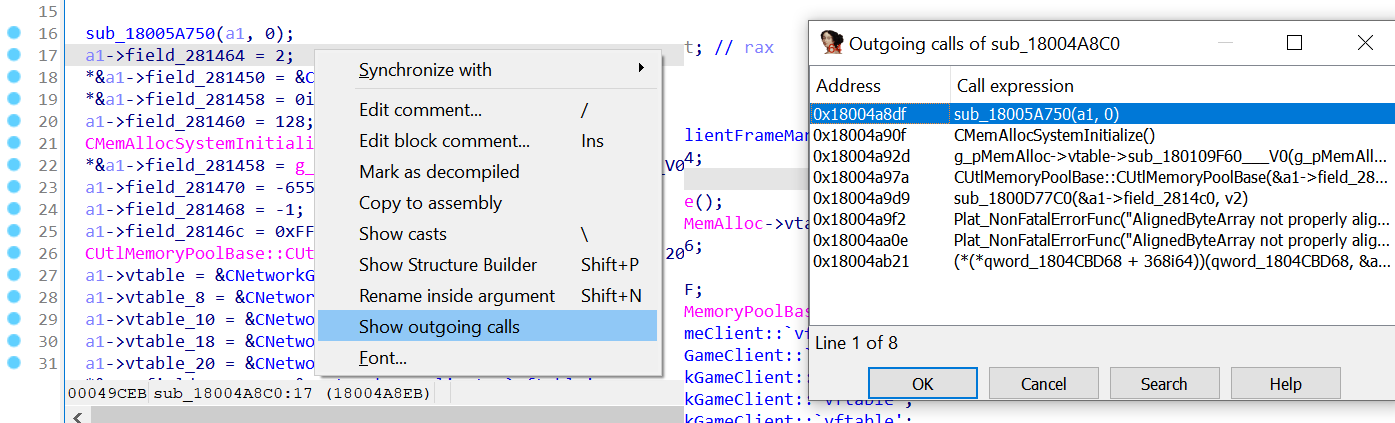 15
16 sub_18005A750(a1, 0);
17 a1->field_281464 = 2;
18 *&a1->field_281450 = &C
19 *&a1->field_281458 = 0i
20 a1->field_281460 = 128;
21 CMemAllocSystemInitiali
22 *&a1->field_281458 = g_
23 a1->field_281470 = -655
24 a1->field_281468 = -1;
25 a1->field_28146c = 0xFF
26 CUtlMemoryPoolBase::CUt
27 a1->vtable = &CNetworkG
28 a1->vtable_8 = &CNetwo
29 a1->vtable_10 = &CNetwo
30 a1->vtable_18 = &CNetwo
31 a1->vtable_20 = &CNetwo
00049CEB sub_18004A8C0:17 (18004A8EB)
Synchronize with
Edit comment... /
Edit block comment... Ins
Mark as decompiled
Copy to assembly
Show casts \
Show Structure Builder Shift+P
Rename inside argument Shift+N
Show outgoing calls
Font...
t; // rax
lientFrameMan
4;
_V0
e();
MemAlloc->vta
6;
20
F;
MemoryPoolBas
meClient::`vf
GameClient::`
kGameClient::
kGameClient::
kGameClient::`vftable';
kGameClient::`vftable';
Outgoing calls of sub_18004A8C0
Address Call expression
0x18004a8df sub_18005A750(a1, 0)
0x18004a90f CMemAllocSystemInitialize()
0x18004a92d g_pMemAlloc->vtable->sub_180109F60___V0(g_pMemAll...
0x18004a97a CUtlMemoryPoolBase::CUtlMemoryPoolBase(&a1->field_28...
0x18004a9d9 sub_1800D77C0(&a1->field_2814c0, v2)
0x18004a9f2 Plat_NonFatalErrorFunc("AlignedByteArray not properly alig...
0x18004aa0e Plat_NonFatalErrorFunc("AlignedByteArray not properly alig...
0x18004ab21 (*(*qword_1804CBD68 + 368i64))(qword_1804CBD68, &a...
Line 1 of 8
OK Cancel Search Help